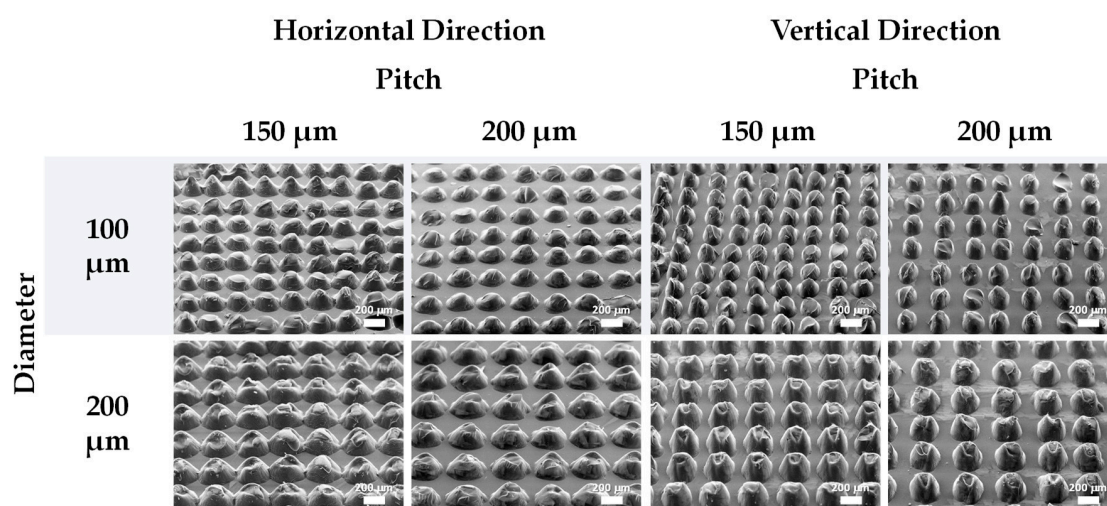 Horizontal Direction
Vertical Direction
Pitch
Pitch
150 µm
200 µm
150 µm
200 µm
Diameter
100
µm
200 µm
200 µm
200 µm
200 µm
200
µm
200 µm
200 µm
200 µm
200 µm